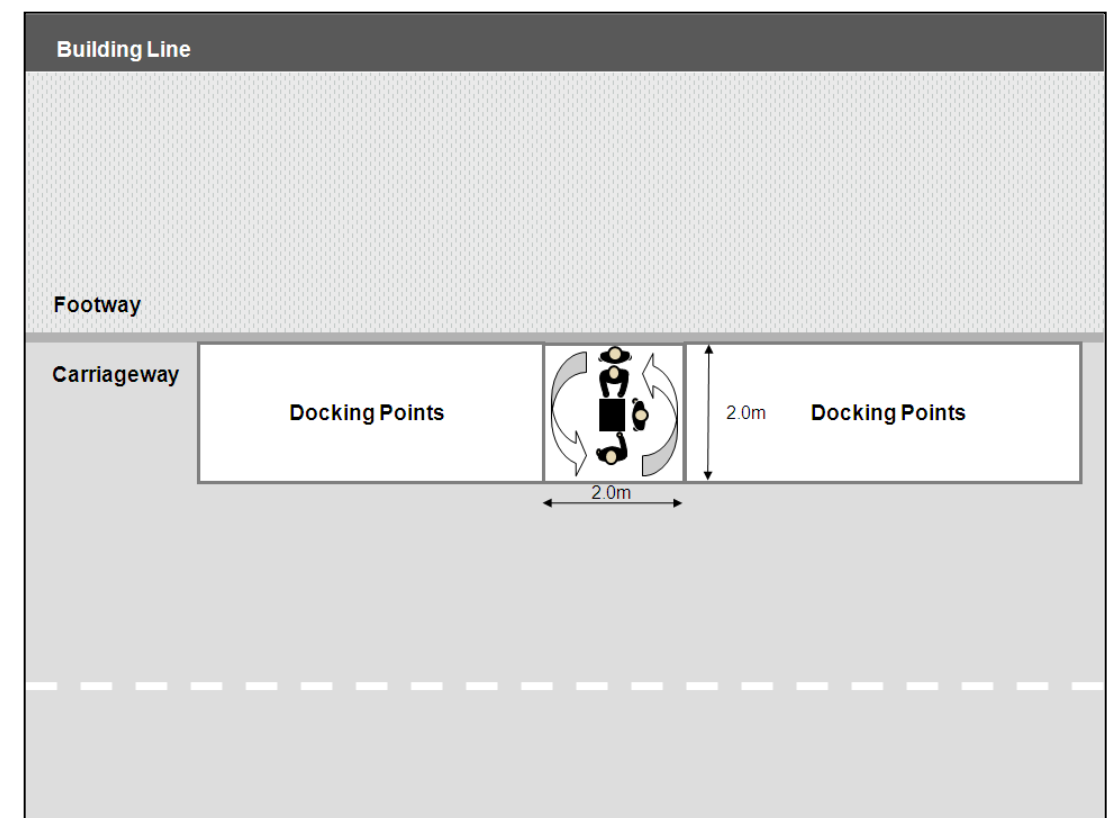 Building Line
Footway
Carriageway
Docking Points
2.0m
Docking Points
2.0m